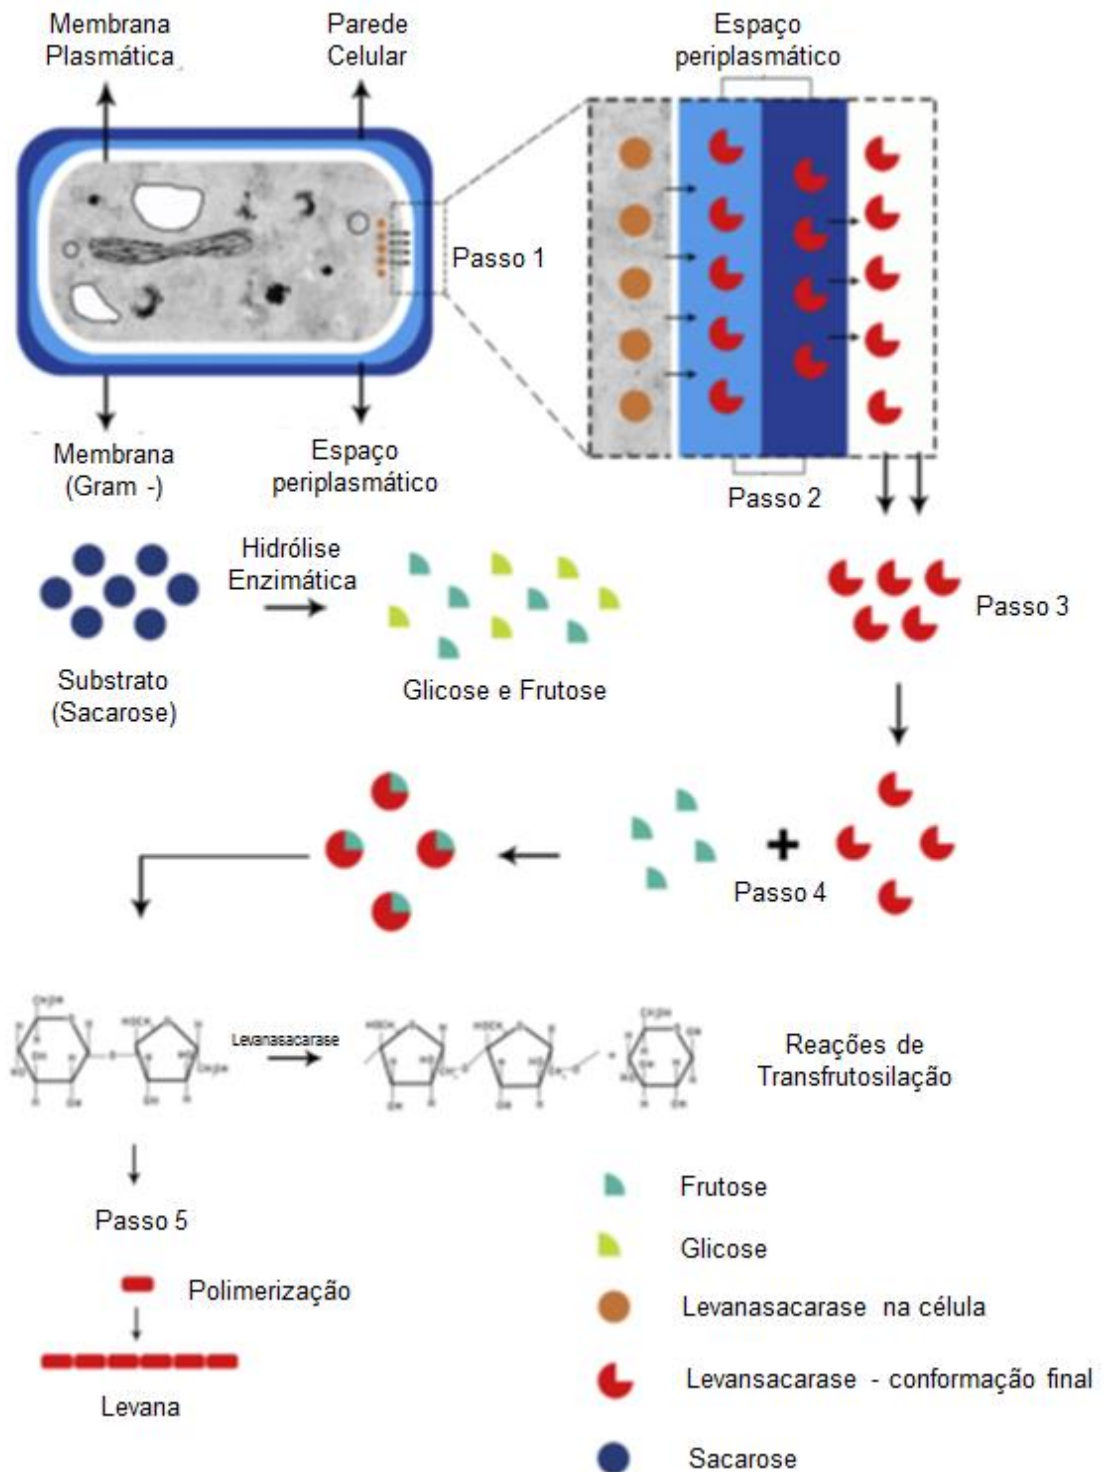 Membrana
Plasmática
Parede
Celular
Espaço
periplasmático
Passo 1
Membrana
(Gram -)
Espaço
periplasmático
Passo 2
Hidrólise
Enzimática
Substrato
(Sacarose)
Glicose e Frutose
Passo 3
Passo 4
Levanasacarase
Reações de
Transfrutosilação
Passo 5
Polimerização
Levana
Frutose
Glicose
Levanasacarase na célula
Levansacarase - conformação final
Sacarose